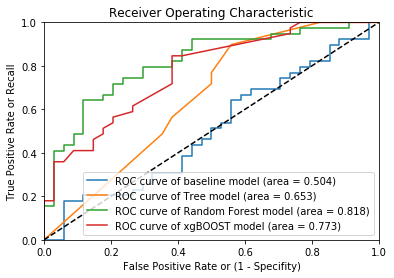 Receiver Operating Characteristic
True Positive Rate or Recall
1.0
0.8
0.6
0.4
0.2
0.0
ROC curve of baseline model (area = 0.504)
ROC curve of Tree model (area = 0.653)
ROC curve of Random Forest model (area = 0.818)
ROC curve of xgBOOST model (area = 0.773)
0.0 0.2 0.4 0.6 0.8 1.0
False Positive Rate or (1 - Specifity)